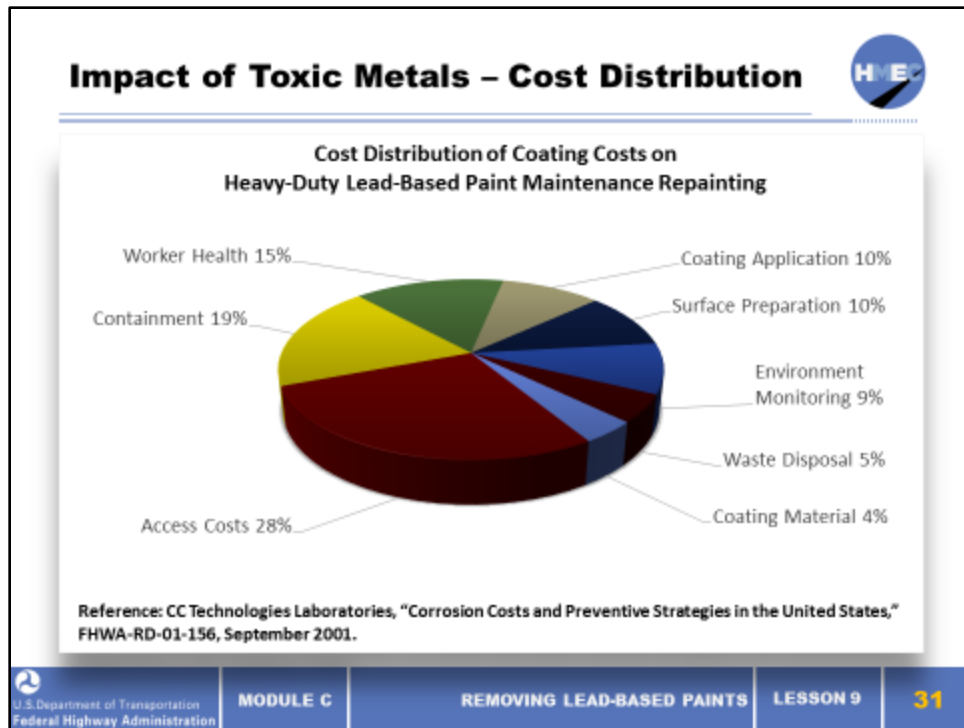 Impact of Toxic Metals – Cost Distribution
HMEC
Cost Distribution of Coating Costs on
Heavy-Duty Lead-Based Paint Maintenance Repainting
Worker Health 15%
Coating Application 10%
Containment 19%
Surface Preparation 10%
Environment
Monitoring 9%
Waste Disposal 5%
Access Costs 28%
Coating Material 4%
Reference: CC Technologies Laboratories, “Corrosion Costs and Preventive Strategies in the United States,”
FHWA-RD-01-156, September 2001.
U.S.Department of Transportation
Federal Highway Administration
MODULE C
REMOVING LEAD-BASED PAINTS
LESSON 9
31